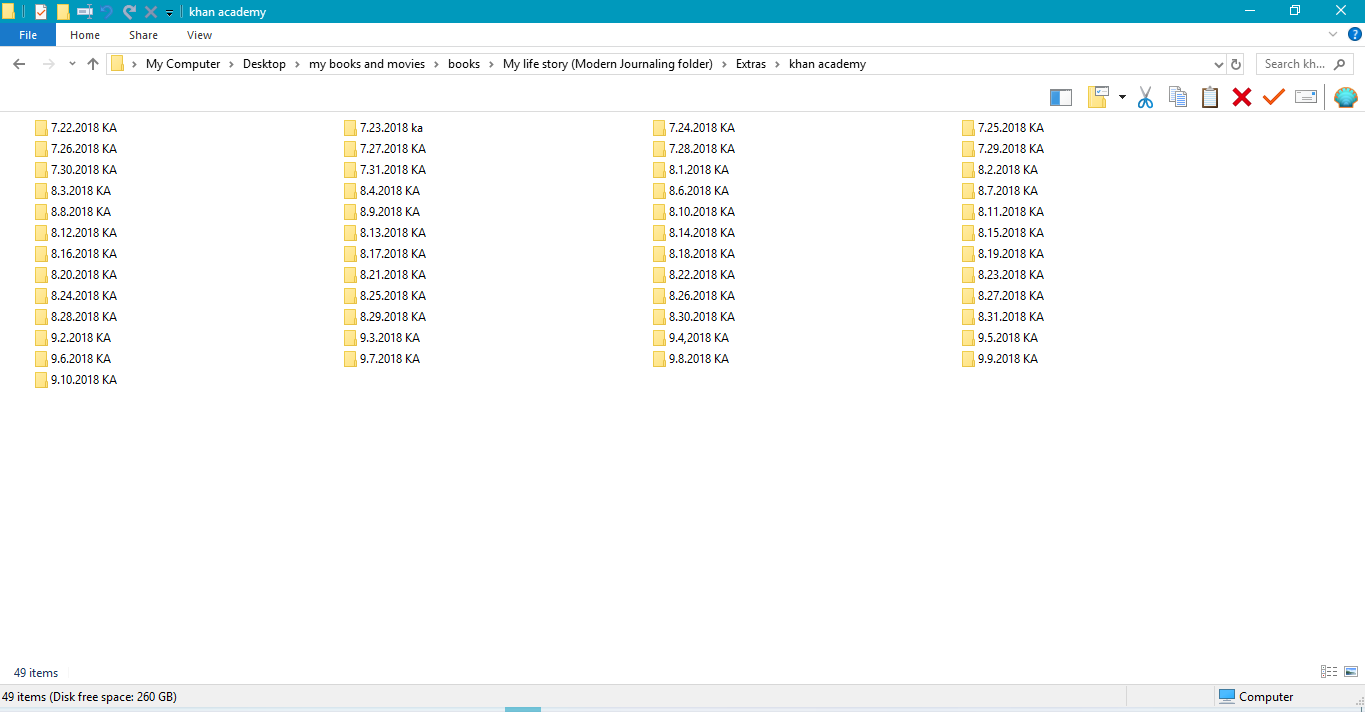 khan academy
File Home Share View
My Computer Desktop my books and movies books My life story (Modern Journaling folder) Extras khan academy Search kh...
7.22.2018 KA 7.23.2018 ka 7.24.2018 KA 7.25.2018 KA
7.26.2018 KA 7.27.2018 KA 7.28.2018 KA 7.29.2018 KA
7.30.2018 KA 7.31.2018 KA 8.1.2018 KA 8.2.2018 KA
8.3.2018 KA 8.4.2018 KA 8.6.2018 KA 8.7.2018 KA
8.8.2018 KA 8.9.2018 KA 8.10.2018 KA 8.11.2018 KA
8.12.2018 KA 8.13.2018 KA 8.14.2018 KA 8.15.2018 KA
8.16.2018 KA 8.17.2018 KA 8.18.2018 KA 8.19.2018 KA
8.20.2018 KA 8.21.2018 KA 8.22.2018 KA 8.23.2018 KA
8.24.2018 KA 8.25.2018 KA 8.26.2018 KA 8.27.2018 KA
8.28.2018 KA 8.29.2018 KA 8.30.2018 KA 8.31.2018 KA
9.2.2018 KA 9.3.2018 KA 9.4,2018 KA 9.5.2018 KA
9.6.2018 KA 9.7.2018 KA 9.8.2018 KA 9.9.2018 KA
9.10.2018 KA
49 items
49 items (Disk free space: 260 GB) Computer